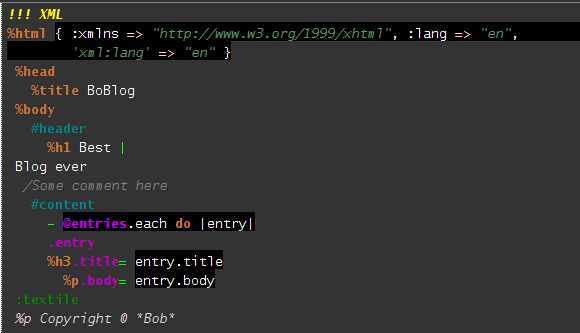 !!! XML
%html { :xmlns => "http://www.w3.org/1999/xhtml", :lang => "en",
'xml:lang' => "en" }
%head
%title BoBlog
%body
#header
%h1 Best |
Blog ever
/Some comment here
#content
- @entries.each do |entry|
.entry
%h3.title= entry.title
%p.body= entry.body
:textile
%p Copyright @ *Bob*